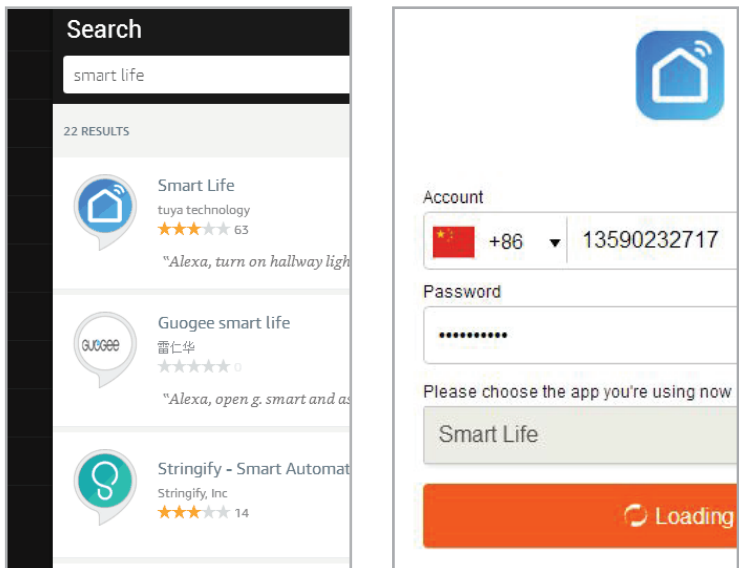 Search
smart life
22 RESULTS
Smart Life
tuya technology
63
"Alexa, turn on hallway ligh
GUOGEE
Guogee smart life
雷仁华
0
"Alexa, open g. smart and as
Stringify - Smart Automat
Stringify, Inc
14
Account
+86
13590232717
Password
••••••••••
Please choose the app you're using now
Smart Life
Loading